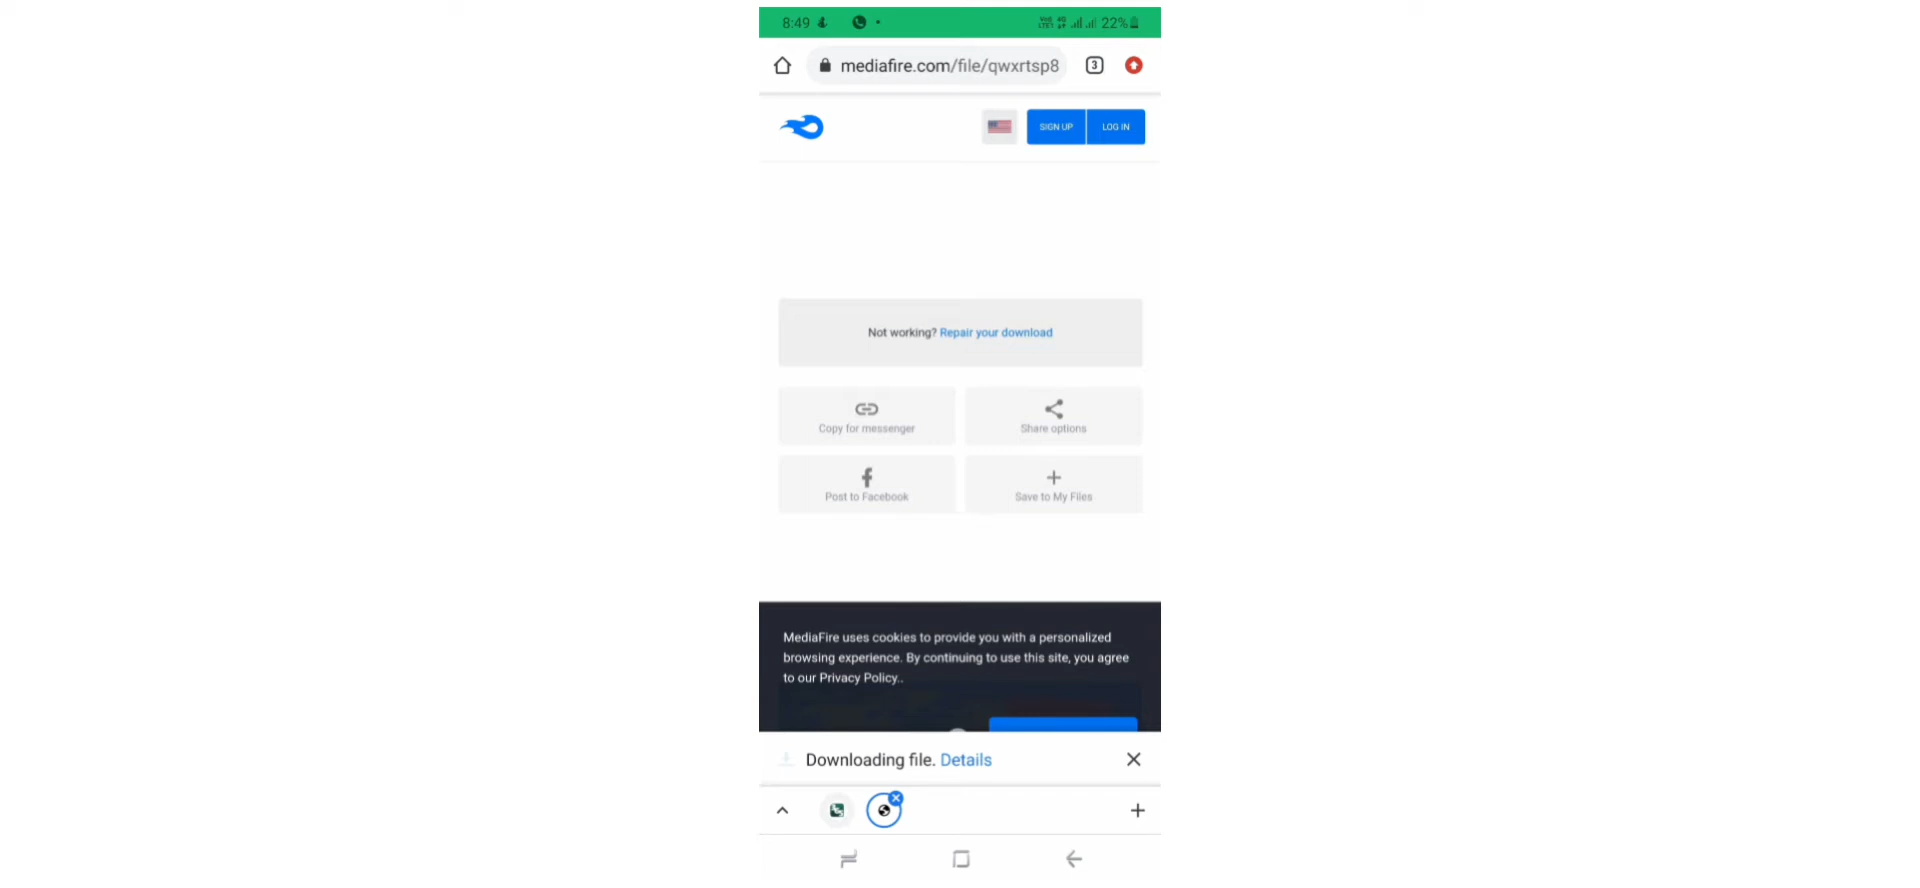 8:49
22%
mediafire.com/file/qwxrtsp8
3
SIGN UP
LOG IN
Not working? Repair your download
Copy for messenger
Share options
Post to Facebook
Save to My Files
MediaFire uses cookies to provide you with a personalized
browsing experience. By continuing to use this site, you agree
to our Privacy Policy..
Downloading file. Details